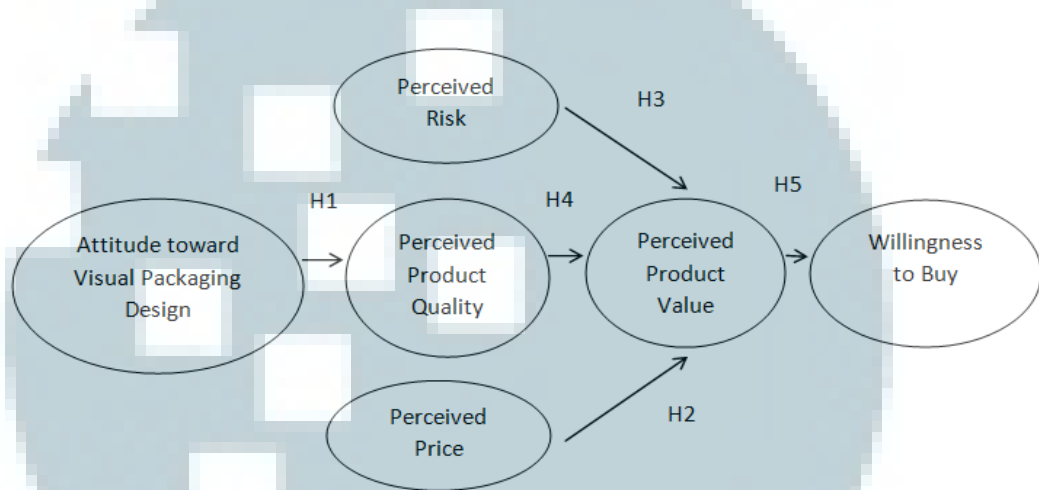 Perceived
Risk
H3
H1
H4
H5
Attitude toward
Visual Packaging
Design
Perceived
Product
Quality
Perceived
Product
Value
Willingness
to Buy
Perceived
Price
H2